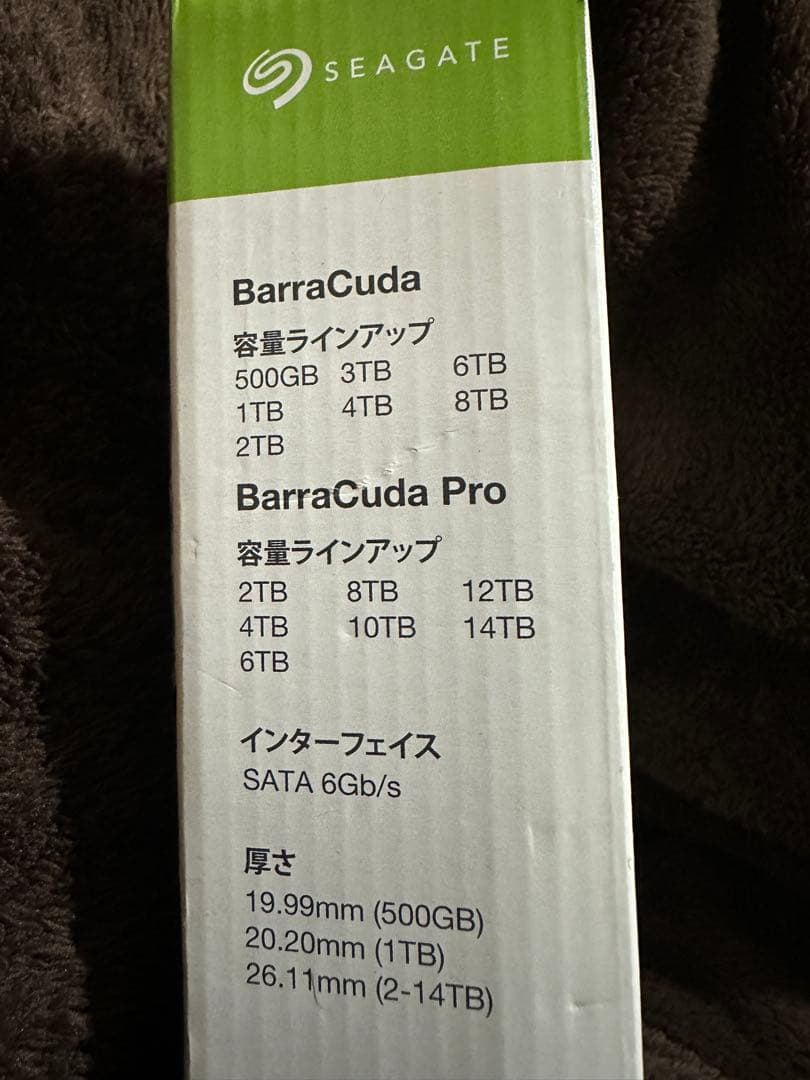 SEAGATE
BarraCuda
容量ラインアップ
500GB 3TB 6TB
1TB 4TB 8TB
2TB
BarraCuda Pro
容量ラインアップ
2TB 8TB 12TB
4TB 10TB 14TB
6TB
インターフェイス
SATA 6Gb/s
厚さ
19.99mm (500GB)
20.20mm (1TB)
26.11mm (2-14TB)